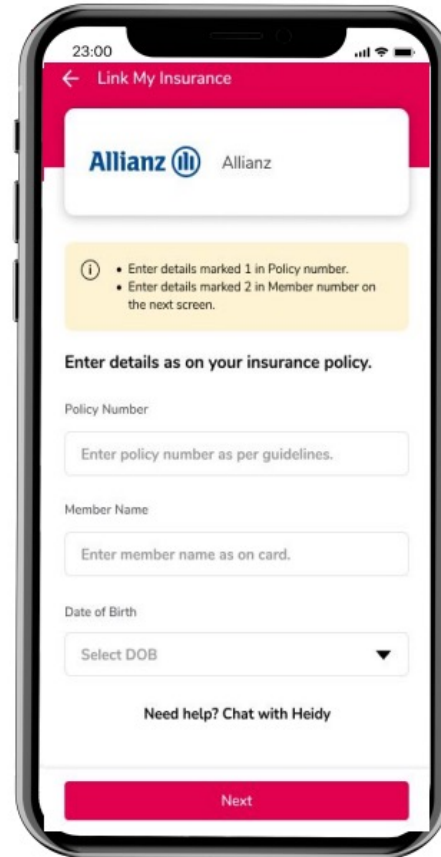 23:00
Link My Insurance
Allianz Allianz
• Enter details marked 1 in Policy number.
• Enter details marked 2 in Member number on
the next screen.
Enter details as on your insurance policy.
Policy Number
Enter policy number as per guidelines.
Member Name
Enter member name as on card.
Date of Birth
Select DOB
Need help? Chat with Heidy
Next